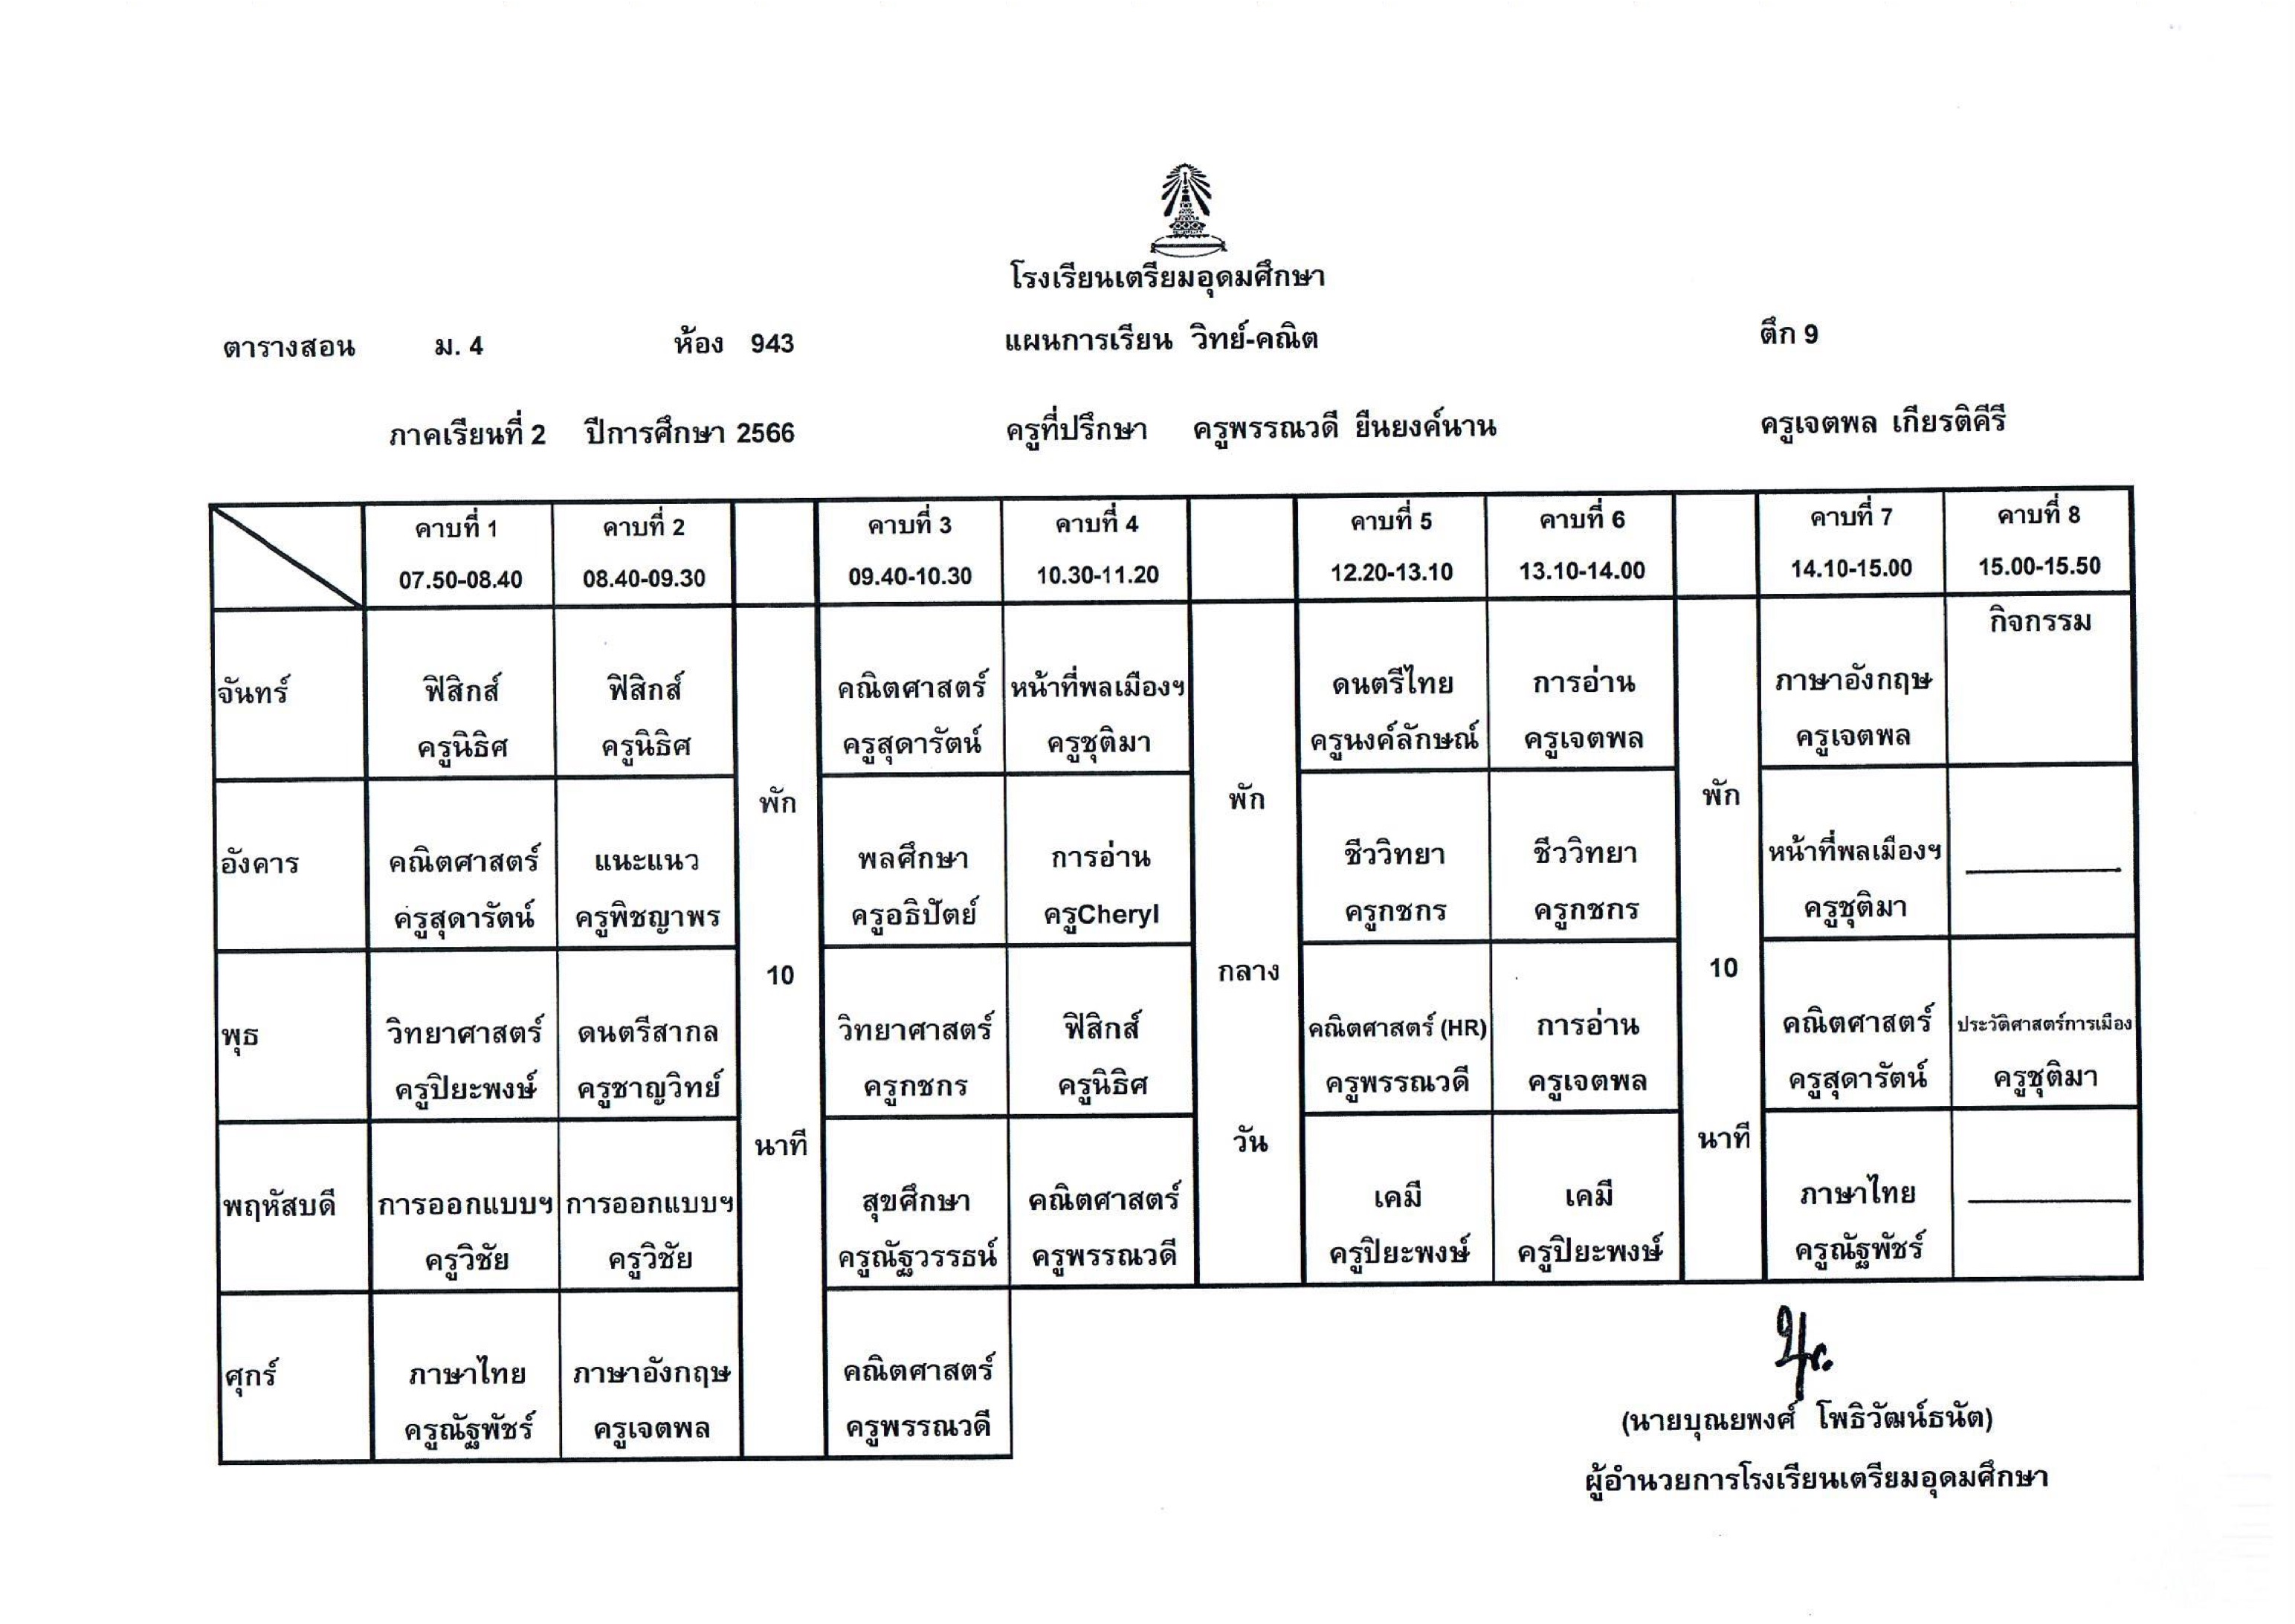 โรงเรียนเตรียมอุดมศึกษา
ตารางสอน ม. 4 ห้อง 943 แผนการเรียน วิทย์-คณิต ตึก 9
ภาคเรียนที่ 2 ปีการศึกษา 2566 ครูที่ปรึกษา ครูพรรณวดี ยืนยงค์นาน ครูเจตพล เกียรติคีรี
คาบที่ 1 คาบที่ 2 คาบที่ 3 คาบที่ 4 คาบที่ 5 คาบที่ 6 คาบที่ 7 คาบที่ 8
07.50-08.40 08.40-09.30 09.40-10.30 10.30-11.20 12.20-13.10 13.10-14.00 14.10-15.00 15.00-15.50
กิจกรรม
จันทร์ ฟิสิกส์ ฟิสิกส์ คณิตศาสตร์ หน้าที่พลเมืองฯ ดนตรีไทย การอ่าน ภาษาอังกฤษ
ครูนิธิศ ครูนิธิศ ครูสุดารัตน์ ครูชุติมา ครูนงค์ลักษณ์ ครูเจตพล ครูเจตพล
พัก พัก พัก
อังคาร คณิตศาสตร์ แนะแนว พลศึกษา การอ่าน ชีววิทยา ชีววิทยา หน้าที่พลเมืองฯ
ครูสุดารัตน์ ครูพิชญาพร ครูอธิปัตย์ ครูCheryl ครูกชกร ครูกชกร ครูชุติมา
10 กลาง 10
พุธ วิทยาศาสตร์ ดนตรีสากล วิทยาศาสตร์ ฟิสิกส์ คณิตศาสตร์ (HR) การอ่าน คณิตศาสตร์ ประวัติศาสตร์การเมือง
ครูปิยะพงษ์ ครูชาญวิทย์ ครูกชกร ครูนิธิศ ครูพรรณวดี ครูเจตพล ครูสุดารัตน์ ครูชุติมา
นาที วัน นาที
พฤหัสบดี การออกแบบฯ การออกแบบฯ สุขศึกษา คณิตศาสตร์ เคมี เคมี ภาษาไทย
ครูวิชัย ครูวิชัย ครูณัฐวรรธน์ ครูพรรณวดี ครูปิยะพงษ์ ครูปิยะพงษ์ ครูณัฐพัชร์
ศุกร์ ภาษาไทย ภาษาอังกฤษ คณิตศาสตร์
ครูณัฐพัชร์ ครูเจตพล ครูพรรณวดี
(นายบุณยพงศ์ โพธิวัฒน์ธนัต)
ผู้อำนวยการโรงเรียนเตรียมอุดมศึกษา